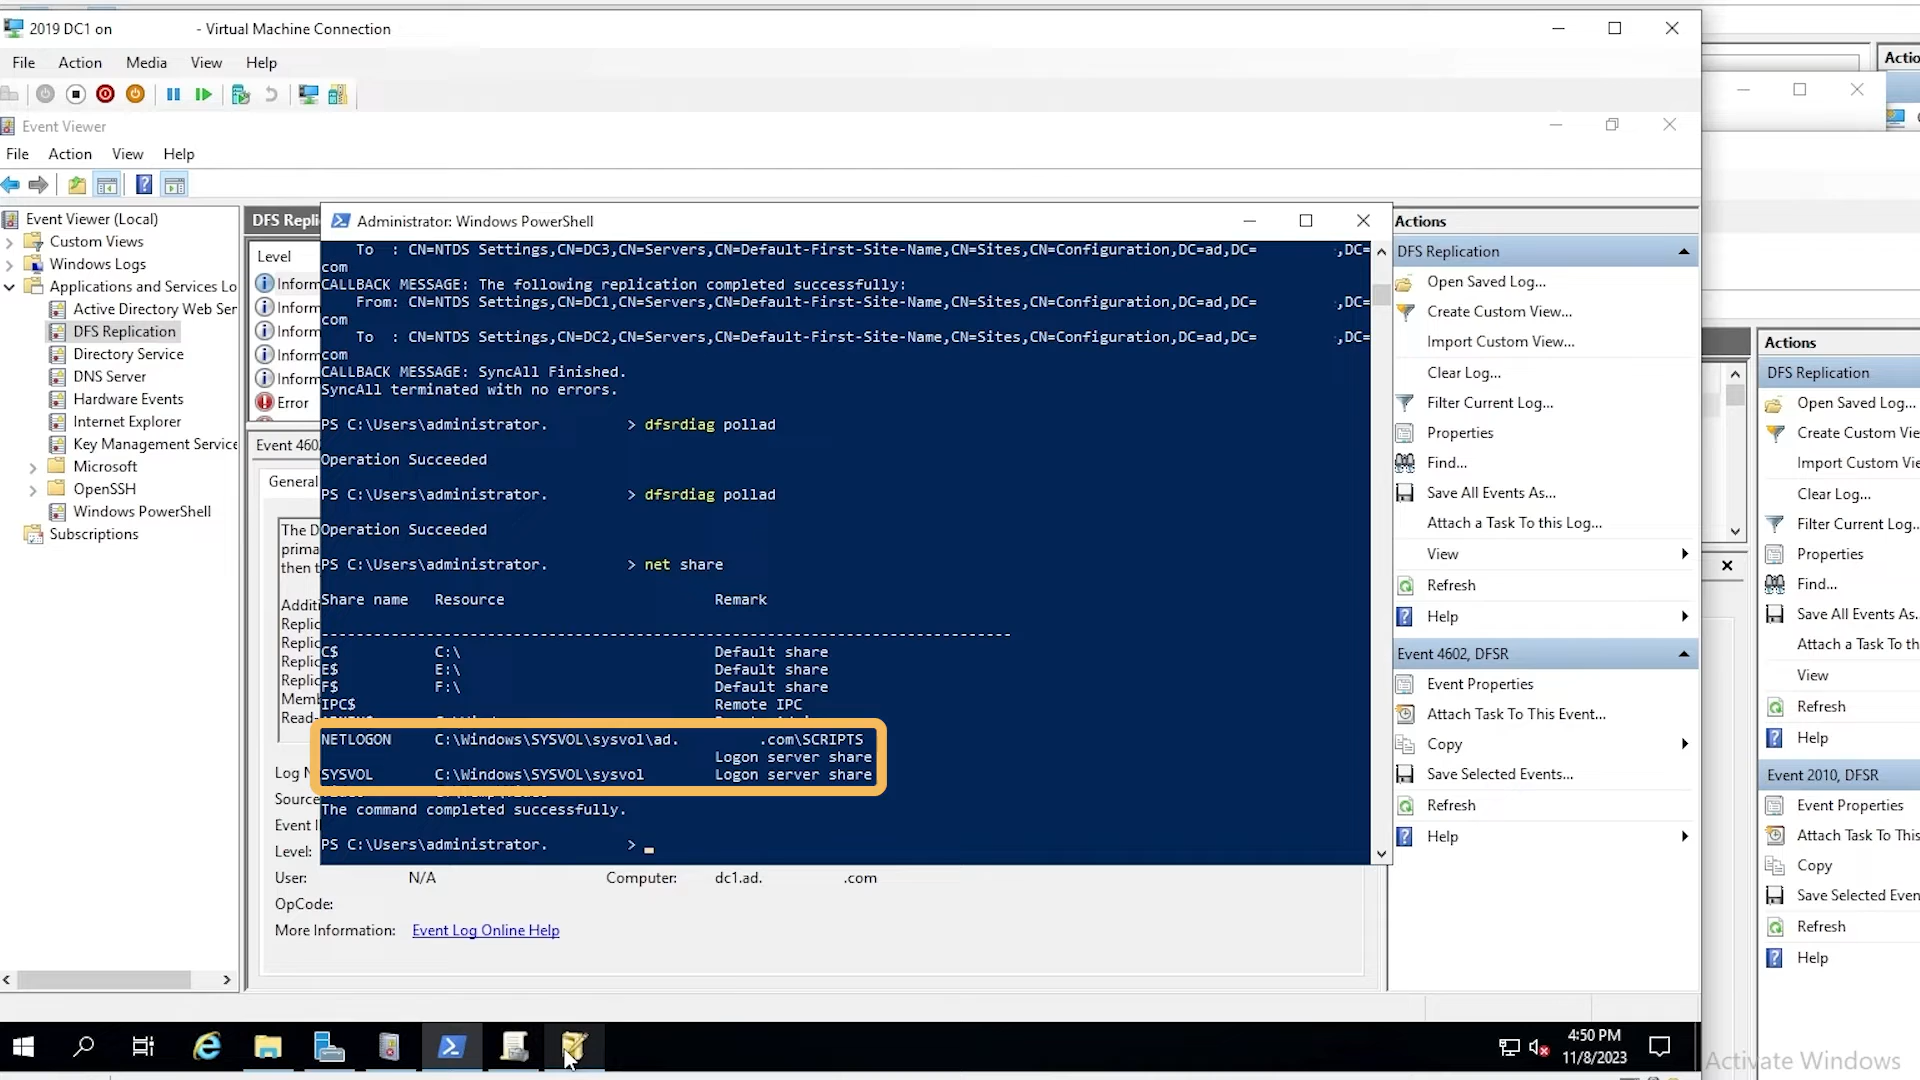 2019 DC1 on - Virtual Machine Connection
File Action Media View Help
Event Viewer
File Action View Help
Event Viewer (Local)
Custom Views
Windows Logs
Applications and Services Lo
Active Directory Web Ser
DFS Replication
Directory Service
DNS Server
Hardware Events
Internet Explorer
Key Management Service
Microsoft
OpenSSH
Windows PowerShell
Subscriptions
DFS Repli
Level
Inform
Inform
Inform
Inform
Inform
Error
Event 460
General
The D
prima
then t
Additi
Replic
Replic
Replic
Replic
Memb
Read-
Log N
Source
Event I
Level:
User: N/A Computer: dc1.ad. .com
OpCode:
More Information: Event Log Online Help
Administrator: Windows PowerShell
To : CN=NTDS Settings,CN=DC3,CN=Servers,CN=Default-First-Site-Name,CN=Sites,CN=Configuration,DC=ad,DC= ,DC=
com
CALLBACK MESSAGE: The following replication completed successfully:
From: CN=NTDS Settings,CN=DC1,CN=Servers,CN=Default-First-Site-Name,CN=Sites,CN=Configuration,DC=ad,DC= ,DC=
com
To : CN=NTDS Settings,CN=DC2,CN=Servers,CN=Default-First-Site-Name,CN=Sites,CN=Configuration,DC=ad,DC= ,DC=
com
CALLBACK MESSAGE: SyncAll Finished.
SyncAll terminated with no errors.
PS C:\Users\administrator. > dfsrdiag pollad
Operation Succeeded
PS C:\Users\administrator. > dfsrdiag pollad
Operation Succeeded
PS C:\Users\administrator. > net share
Share name Resource Remark
-------------------------------------------------------------------------------
C$ C:\ Default share
E$ E:\ Default share
F$ F:\ Default share
IPC$ Remote IPC
NETLOGON C:\Windows\SYSVOL\sysvol\ad. .com\SCRIPTS
Logon server share
SYSVOL C:\Windows\SYSVOL\sysvol Logon server share
The command completed successfully.
PS C:\Users\administrator. > _
Actions
DFS Replication
Open Saved Log...
Create Custom View...
Import Custom View...
Clear Log...
Filter Current Log...
Properties
Find...
Save All Events As...
Attach a Task To this Log...
View
Refresh
Help
Event 4602, DFSR
Event Properties
Attach Task To This Event...
Copy
Save Selected Events...
Refresh
Help
Actio
Actions
DFS Replication
Open Saved Log...
Create Custom Vie
Import Custom Vie
Clear Log...
Filter Current Log...
Properties
Find...
Save All Events As.
Attach a Task To th
View
Refresh
Help
Event 2010, DFSR
Event Properties
Attach Task To This
Copy
Save Selected Even
Refresh
Help
4:50 PM
11/8/2023
Activate Windows